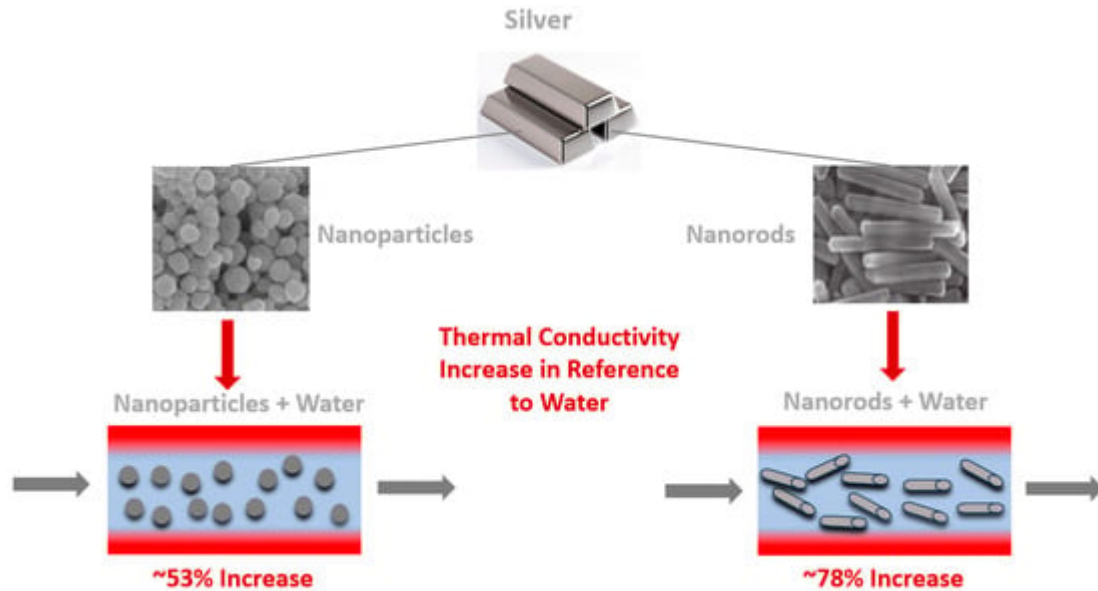 Silver
Nanoparticles
Nanorods
Thermal Conductivity
Increase in Reference
to Water
Nanoparticles + Water
Nanorods + Water
~53% Increase
~78% Increase